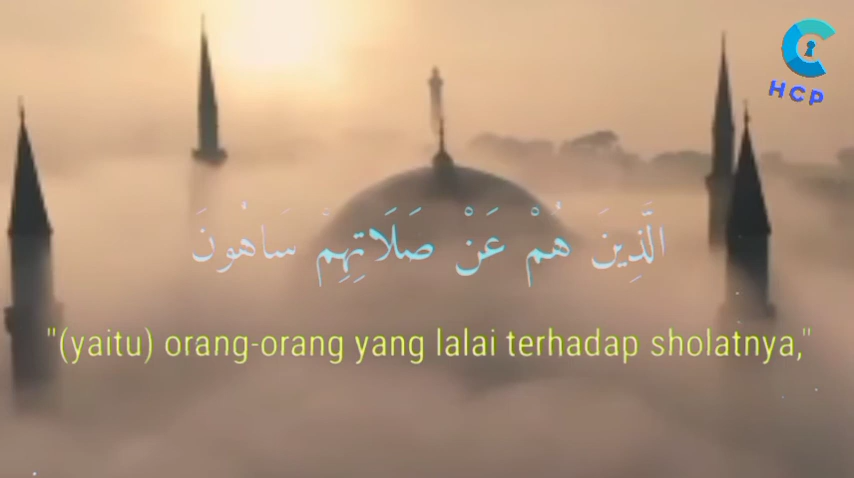 HCP
الَّذِينَ هُمْ عَنْ صَلَاتِهِمْ سَاهُونَ
"(yaitu) orang-orang yang lalai terhadap sholatnya,"